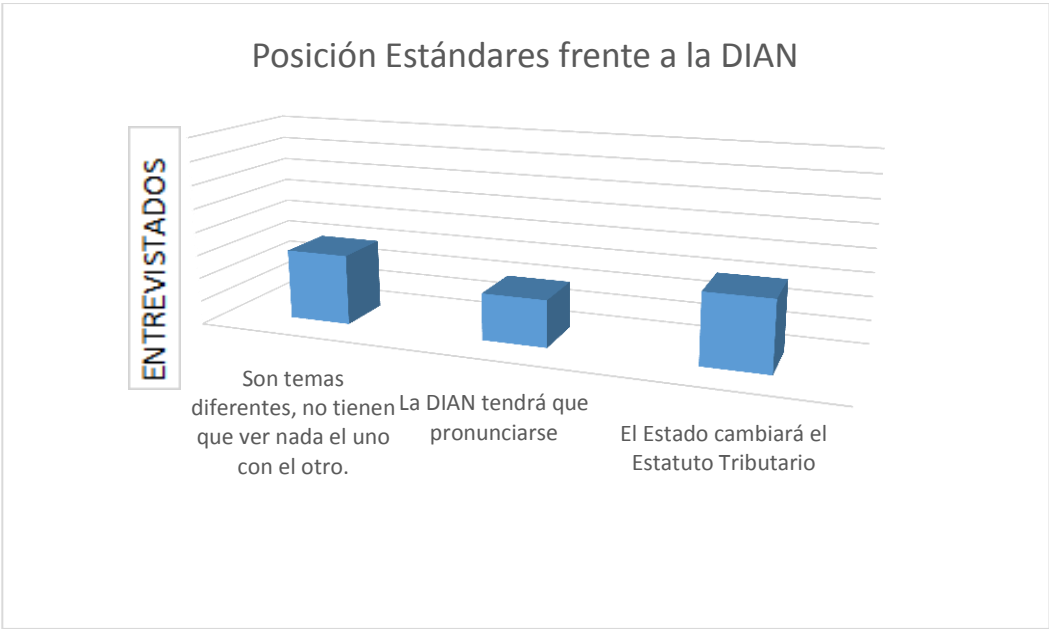 Posición Estándares frente a la DIAN
ENTREVISTADOS
Son temas
diferentes, no tienen
que ver nada el uno
con el otro.
La DIAN tendrá que
pronunciarse
El Estado cambiará el
Estatuto Tributario